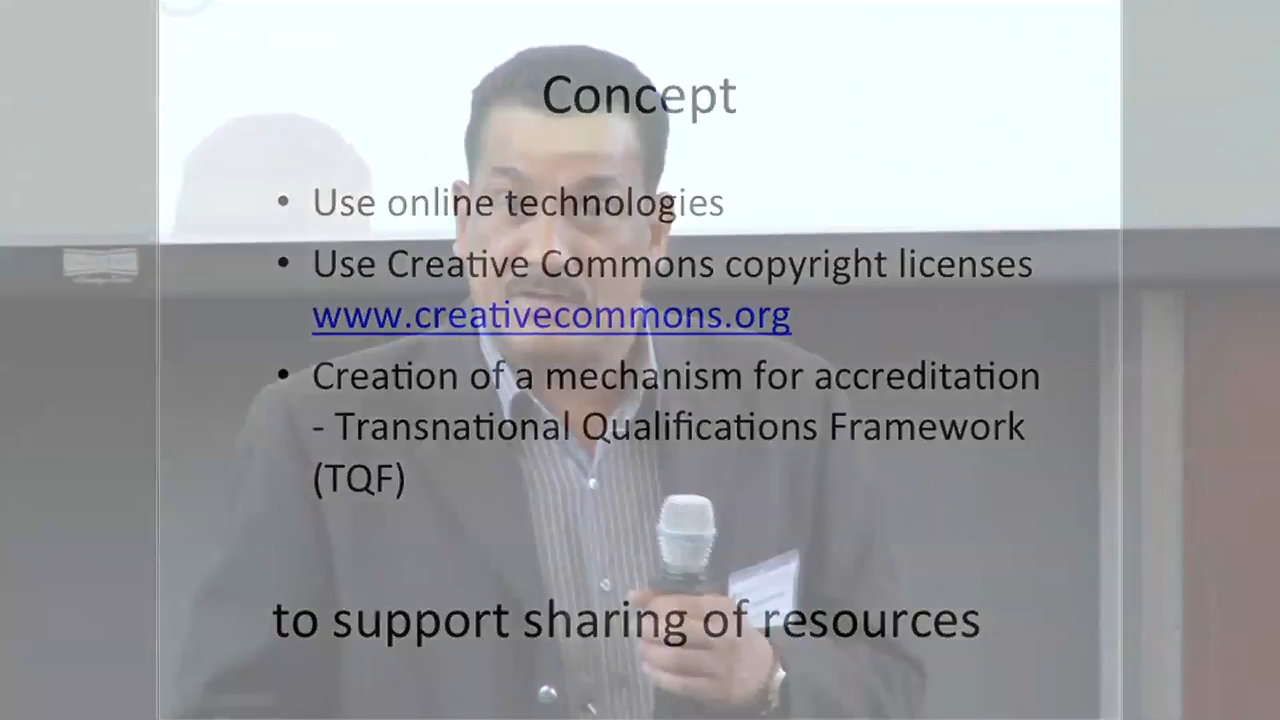 Concept
• Use online technologies
• Use Creative Commons copyright licenses
www.creativecommons.org
• Creation of a mechanism for accreditation
- Transnational Qualifications Framework
(TQF)
to support sharing of resources